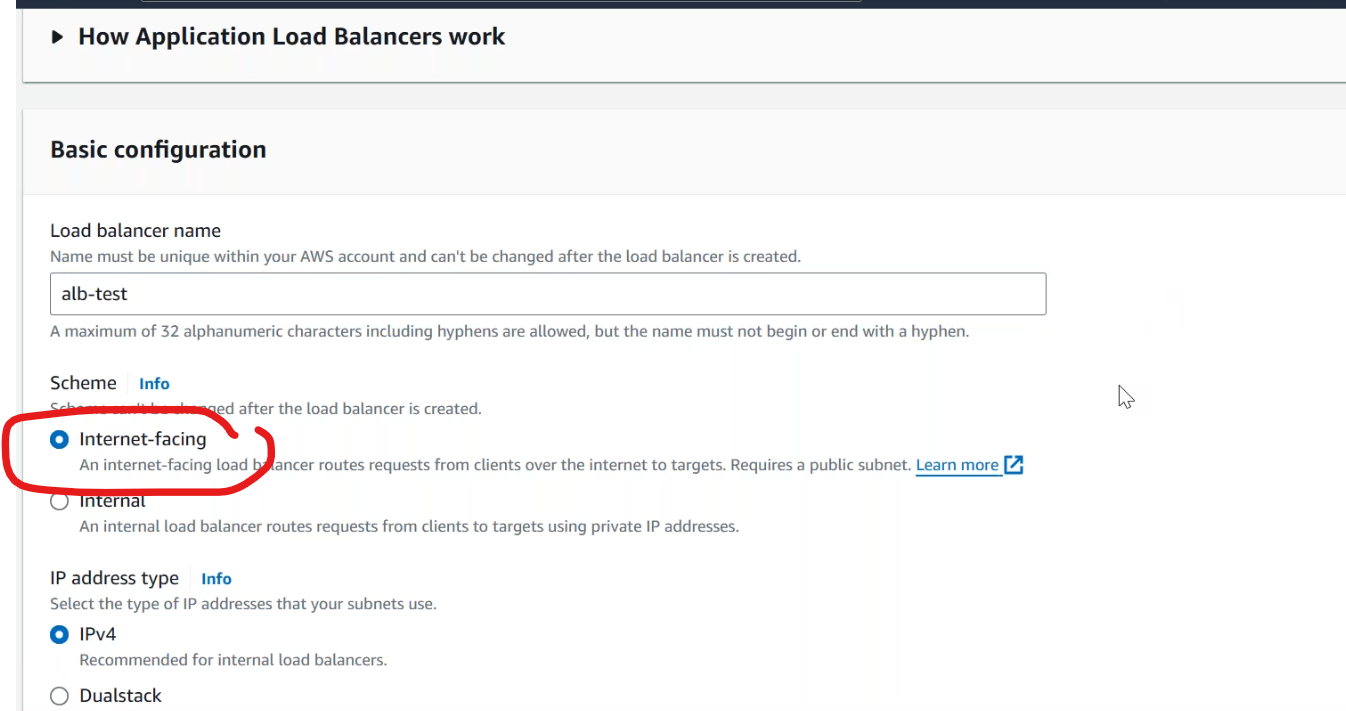 How Application Load Balancers work
Basic configuration
Load balancer name
Name must be unique within your AWS account and can't be changed after the load balancer is created.
alb-test
A maximum of 32 alphanumeric characters including hyphens are allowed, but the name must not begin or end with a hyphen.
Scheme Info
Scheme can't be changed after the load balancer is created.
Internet-facing
An internet-facing load balancer routes requests from clients over the internet to targets. Requires a public subnet. Learn more
Internal
An internal load balancer routes requests from clients to targets using private IP addresses.
IP address type Info
Select the type of IP addresses that your subnets use.
IPv4
Recommended for internal load balancers.
Dualstack